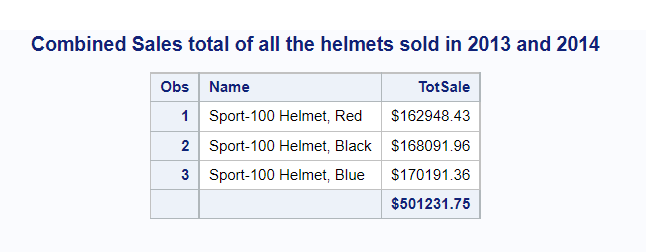 Combined Sales total of all the helmets sold in 2013 and 2014
Obs Name TotSale
1 Sport-100 Helmet, Red $162948.43
2 Sport-100 Helmet, Black $168091.96
3 Sport-100 Helmet, Blue $170191.36
$501231.75